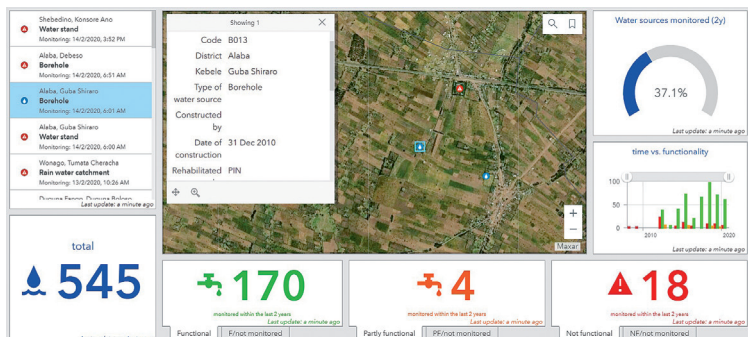 Shebedino, Konsore Ano
Water stand
Monitoring: 14/2/2020, 3:52 PM
Alaba, Debeso
Borehole
Monitoring: 14/2/2020, 6:51 AM
Alaba, Guba Shiraro
Borehole
Monitoring: 14/2/2020, 6:01 AM
Alaba, Guba Shiraro
Water stand
Monitoring: 14/2/2020, 6:00 AM
Wonago, Tumata Cheracha
Rain water catchment
Monitoring: 13/2/2020, 10:26 AM
Last update: a minute ago
total
545
Showing 1
Code B013
District Alaba
Kebele Guba Shiraro
Type of Borehole
water source
Constructed
by
Date of 31 Dec 2010
construction
Rehabilitated PIN
Maxar
Water sources monitored (2y)
37.1%
Last update: a minute ago
time vs. functionality
100
50
0
2010 2020
Last update: a minute ago
170
monitored within the last 2 years
Last update: a minute ago
Functional F/not monitored
4
monitored within the last 2 years
Last update: a minute ago
Partly functional PF/not monitored
18
monitored within the last 2 years
Last update: a minute ago
Not functional NF/not monitored